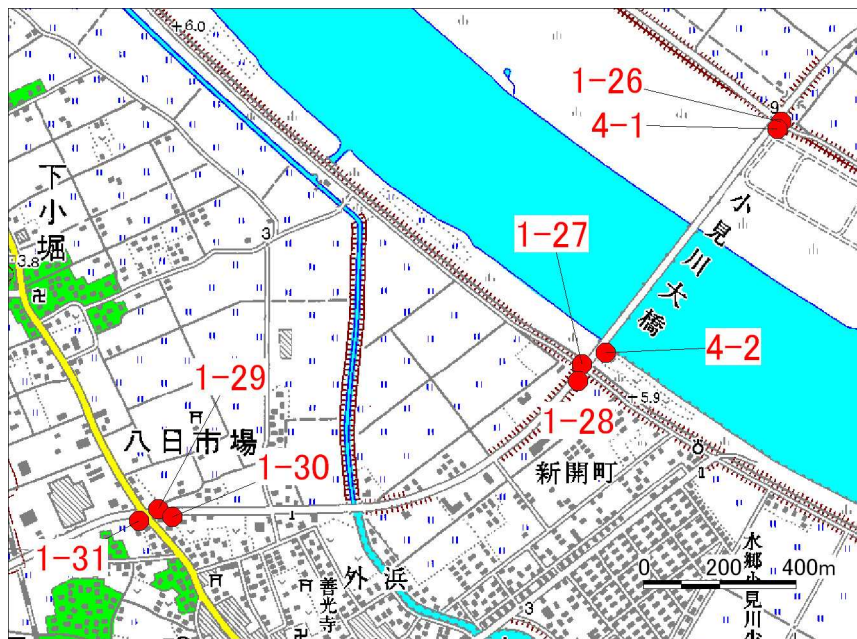 +6.0
1-26
9
4-1
下小堀
3
小見川大橋
3.8
1-27
4-2
1-29
+5.9
1-28
八日市場
1-30
新開町
1
1
1-31
外浜
善光寺
水郷小見川少
0 200 400m
3